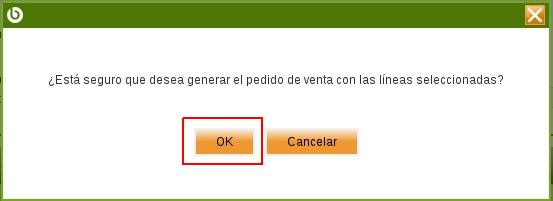 ¿Está seguro que desea generar el pedido de venta con las líneas seleccionadas?
OK
Cancelar